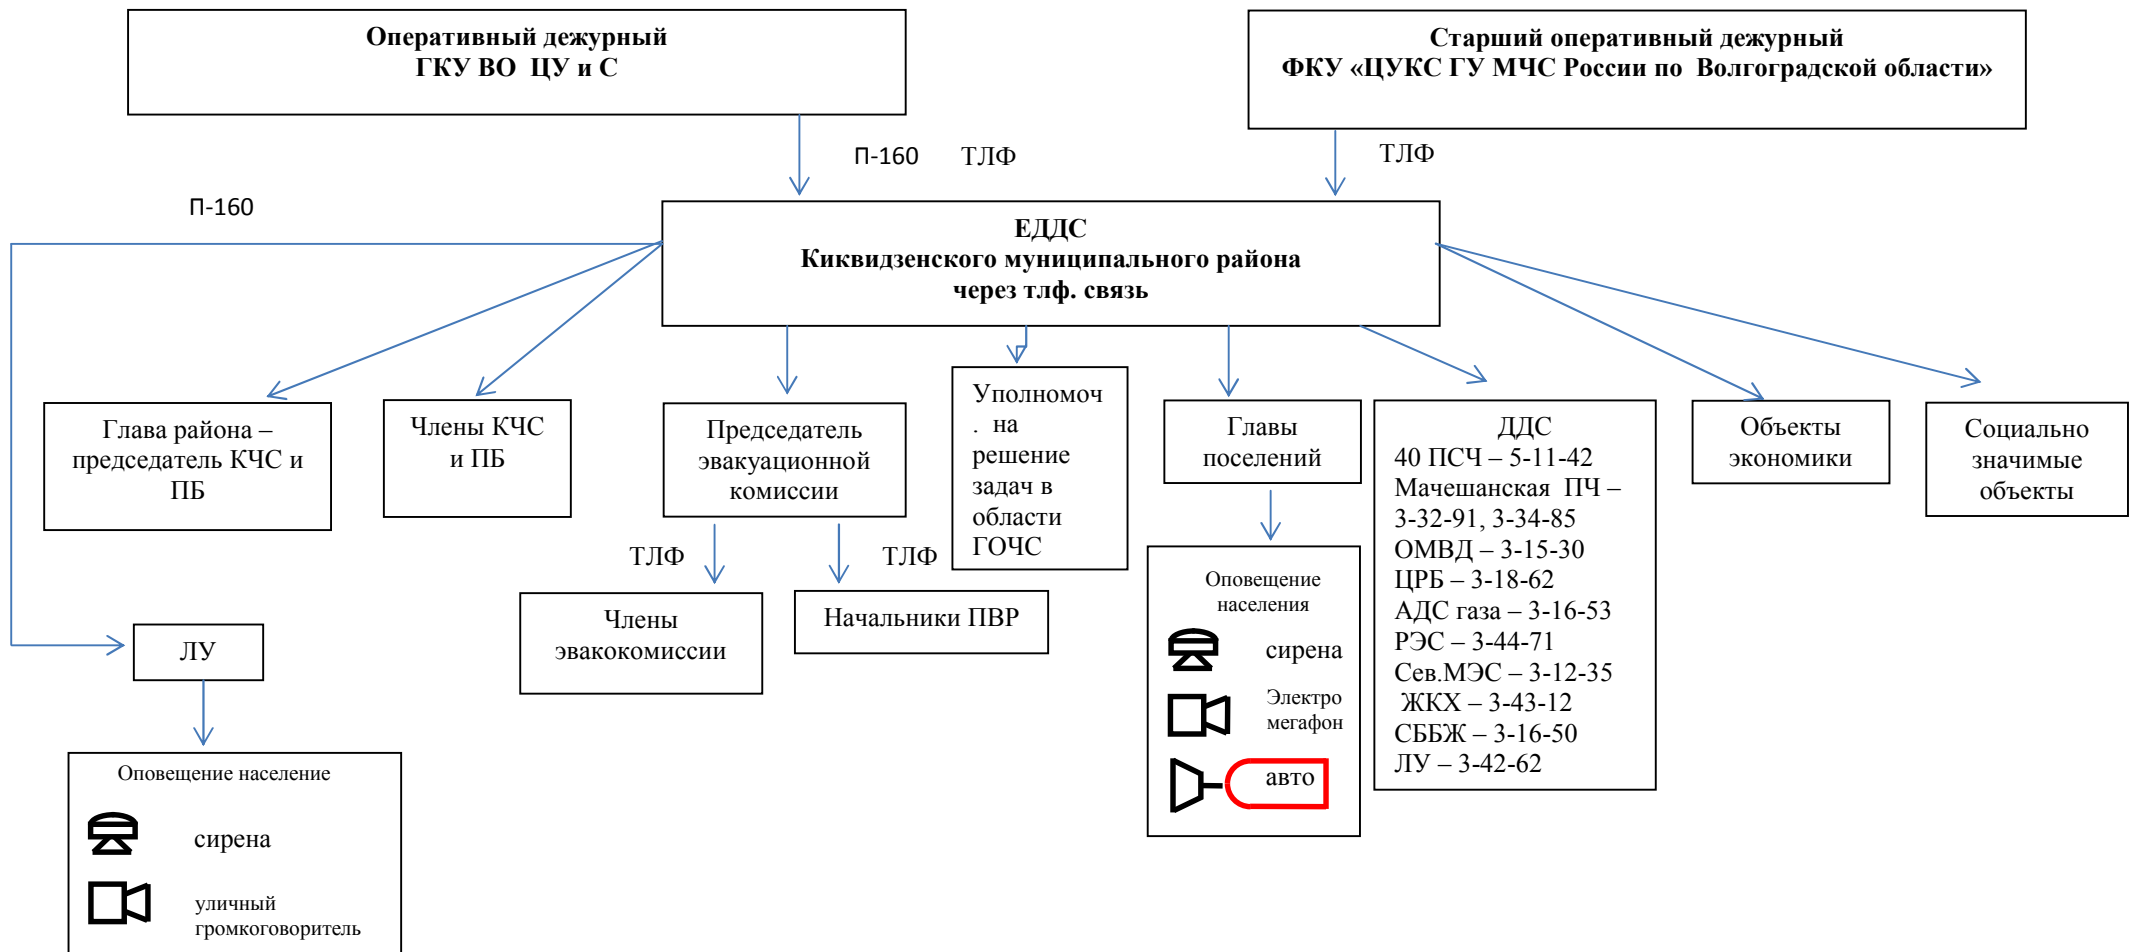 Оперативный дежурный
ГКУ ВО ЦУ и С
Старший оперативный дежурный
ФКУ «ЦУКС ГУ МЧС России по Волгоградской области»
П-160 ТЛФ
ТЛФ
П-160
ЕДДС
Киквидзенского муниципального района
через тлф. связь
Глава района –
председатель КЧС и
ПБ
Члены КЧС
и ПБ
Председатель
эвакуационной
комиссии
Уполномоч
. на
решение
задач в
области
ГОЧС
Главы
поселений
ДДС
40 ПСЧ – 5-11-42
Мачешанская ПЧ –
3-32-91, 3-34-85
ОМВД – 3-15-30
ЦРБ – 3-18-62
АДС газа – 3-16-53
РЭС – 3-44-71
Сев.МЭС – 3-12-35
ЖКХ – 3-43-12
СББЖ – 3-16-50
ЛУ – 3-42-62
Объекты
экономики
Социально
значимые
объекты
ТЛФ
ТЛФ
Члены
эвакокомиссии
Начальники ПВР
Оповещение
населения
сирена
Электро
мегафон
авто
ЛУ
Оповещение население
сирена
уличный
громкоговоритель